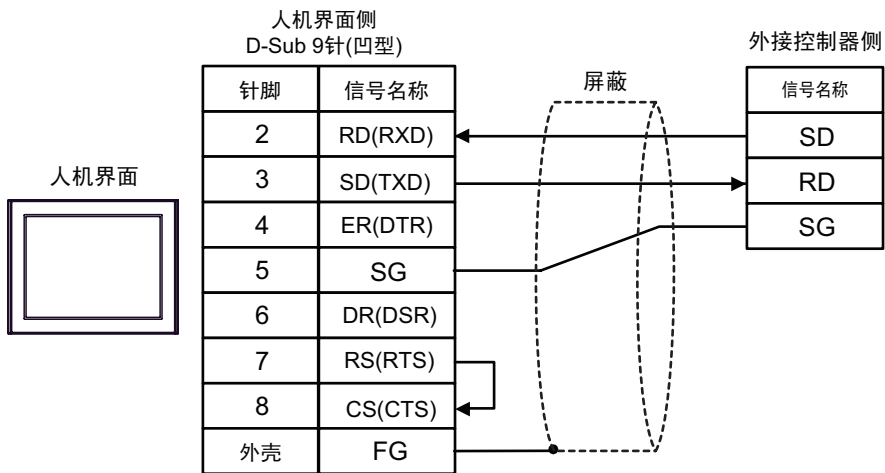 人机界面侧
D-Sub 9针(凹型)
外接控制器侧
屏蔽
人机界面
针脚 信号名称
2 RD(RXD)
3 SD(TXD)
4 ER(DTR)
5 SG
6 DR(DSR)
7 RS(RTS)
8 CS(CTS)
外壳 FG
信号名称
SD
RD
SG